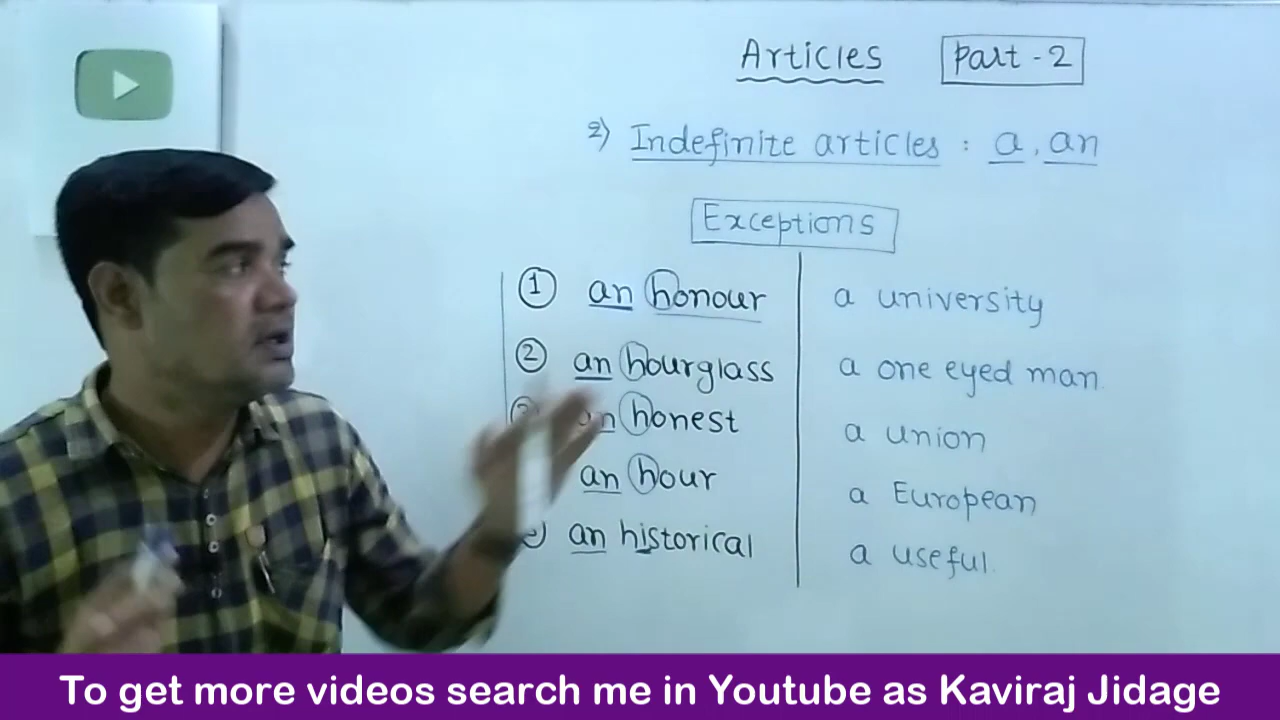 Articles Part - 2
2) Indefinite articles : a, an
Exceptions
1 an honour
2 an hourglass
an honest
an hour
an historical
a university
a one eyed man
a union
a European
a useful
To get more videos search me in Youtube as Kaviraj Jidage